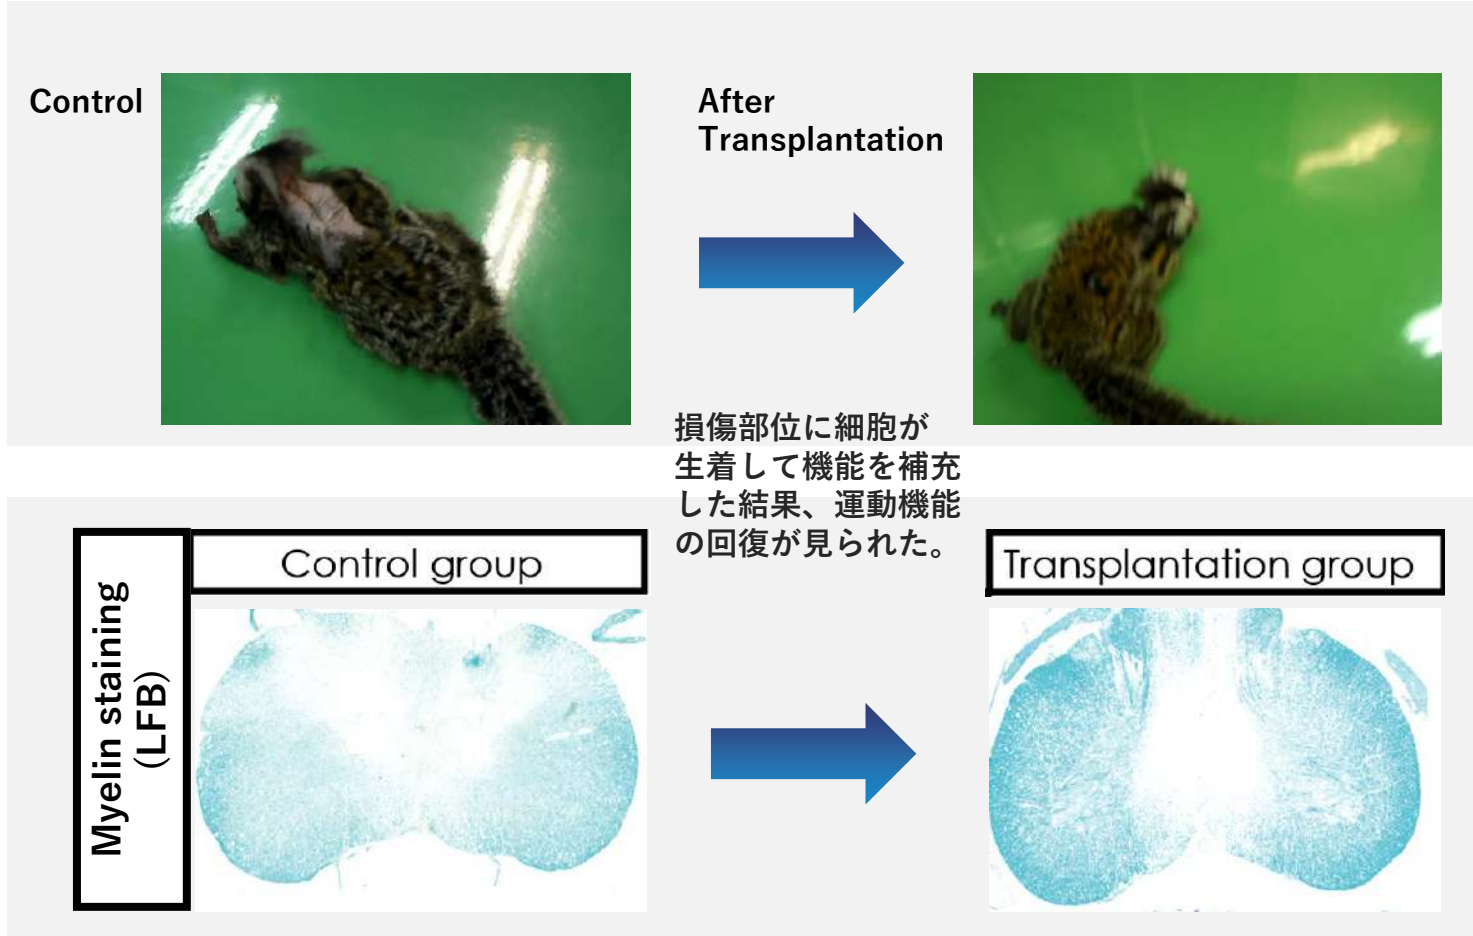 Control
After
Transplantation
損傷部位に細胞が
生着して機能を補充
した結果、運動機能
の回復が見られた。
Myelin staining
(LFB)
Control group
Transplantation group